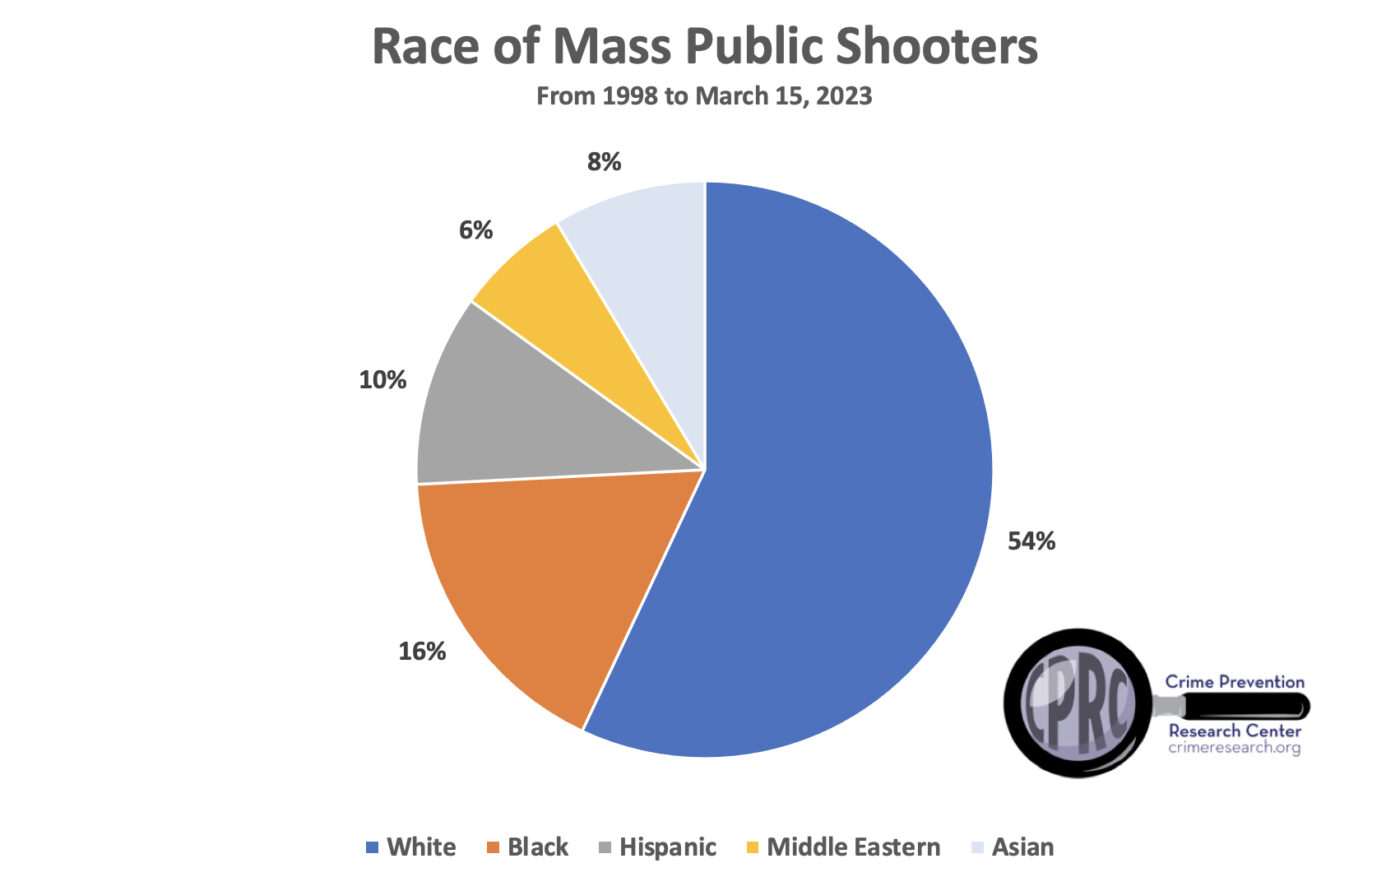 Race of Mass Public Shooters
From 1998 to March 15, 2023
8%
6%
10%
54%
16%
CPRC
Crime Prevention
Research Center
crimeresearch.org
White Black Hispanic Middle Eastern Asian